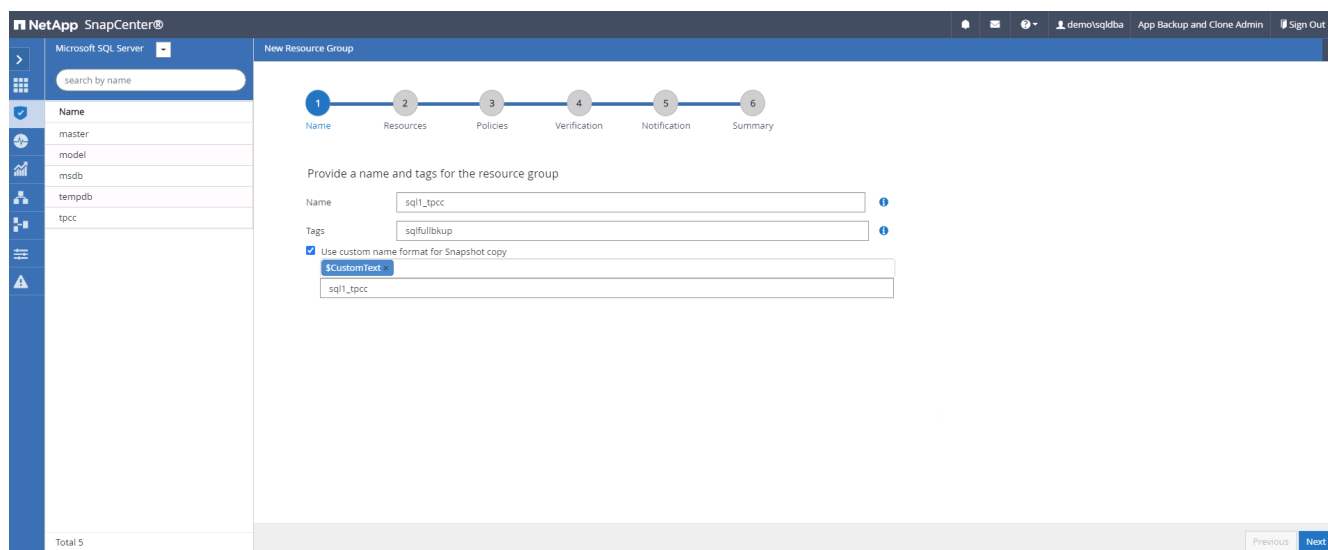 NetApp SnapCenter®
demo\sqldba App Backup and Clone Admin Sign Out
Microsoft SQL Server
New Resource Group
search by name
Name
master
model
msdb
tempdb
tpcc
Total 5
1 2 3 4 5 6
Name Resources Policies Verification Notification Summary
Provide a name and tags for the resource group
Name sql1_tpcc
Tags sqlfullbkup
Use custom name format for Snapshot copy
$CustomText ×
sql1_tpcc
Previous Next